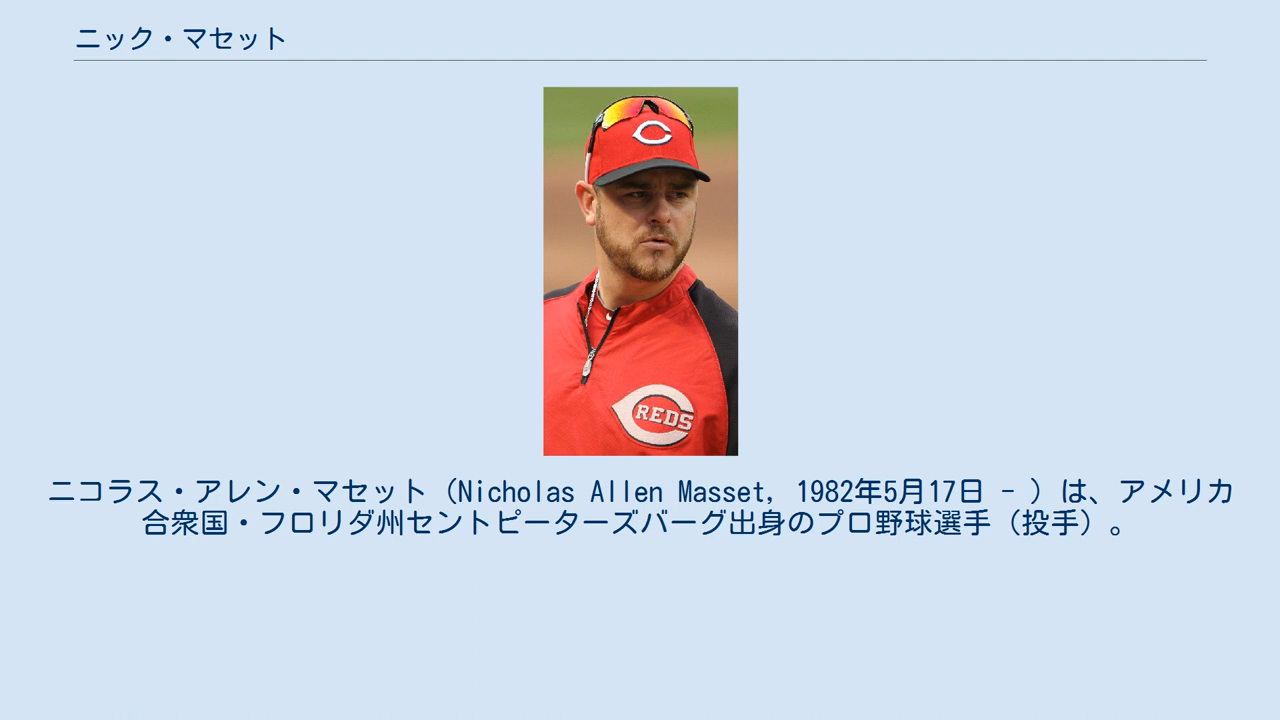 ニック・マセット
C
REDS
ニコラス・アレン・マセット（Nicholas Allen Masset, 1982年5月17日 - ）は、アメリカ
合衆国・フロリダ州セントピーターズバーグ出身のプロ野球選手（投手）。